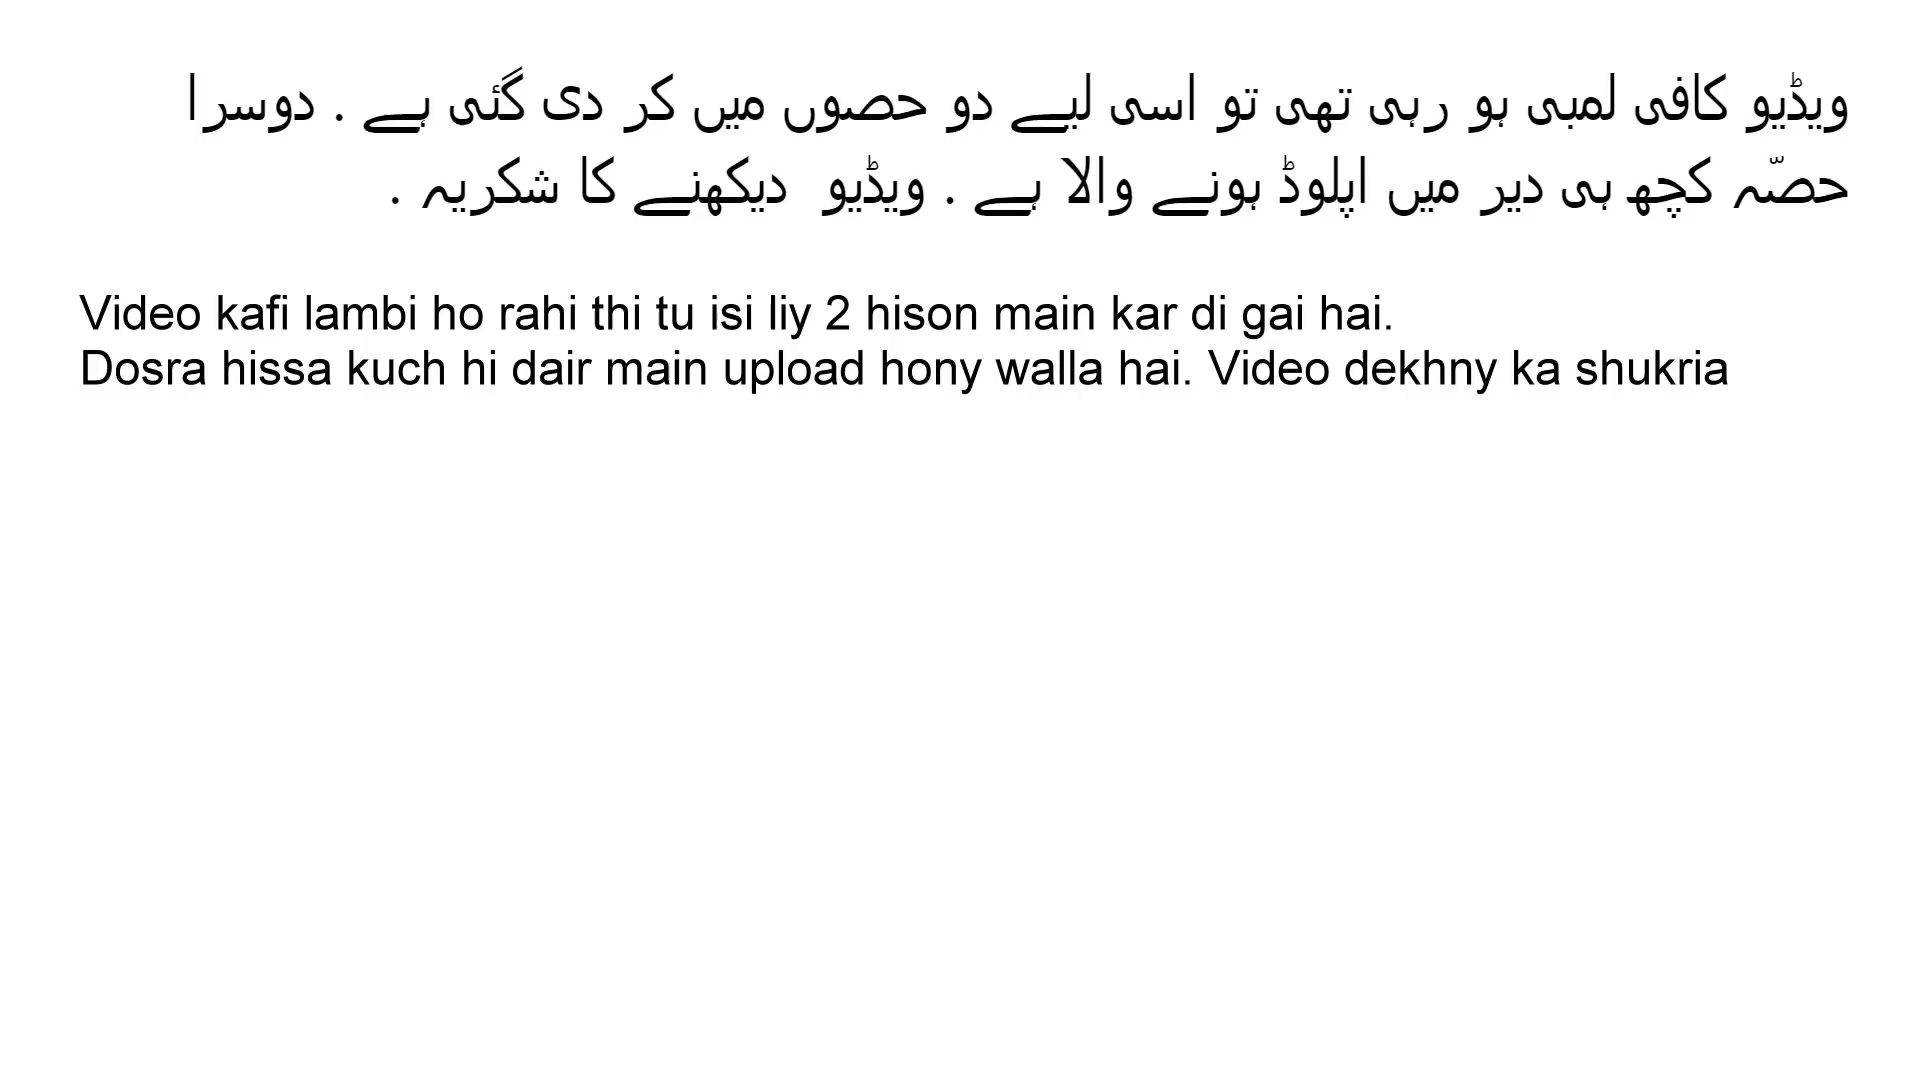 ویڈیو کافی لمبی ہو رہی تھی تو اسی لیے دو حصوں میں کر دی گئی ہے . دوسرا
حصّہ کچھ ہی دیر میں اپلوڈ ہونے والا ہے . ویڈیو  دیکھنے کا شکریہ .
Video kafi lambi ho rahi thi tu isi liy 2 hison main kar di gai hai.
Dosra hissa kuch hi dair main upload hony walla hai. Video dekhny ka shukria